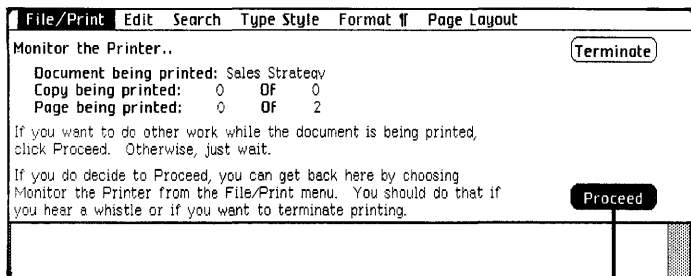 File/Print Edit Search Type Style Format ¶ Page Layout
Monitor the Printer..
Terminate
Document being printed: Sales Strategy
Copy being printed: 0 OF 0
Page being printed: 0 OF 2
If you want to do other work while the document is being printed,
click Proceed. Otherwise, just wait.
If you do decide to Proceed, you can get back here by choosing
Monitor the Printer from the File/Print menu. You should do that if
you hear a whistle or if you want to terminate printing.
Proceed